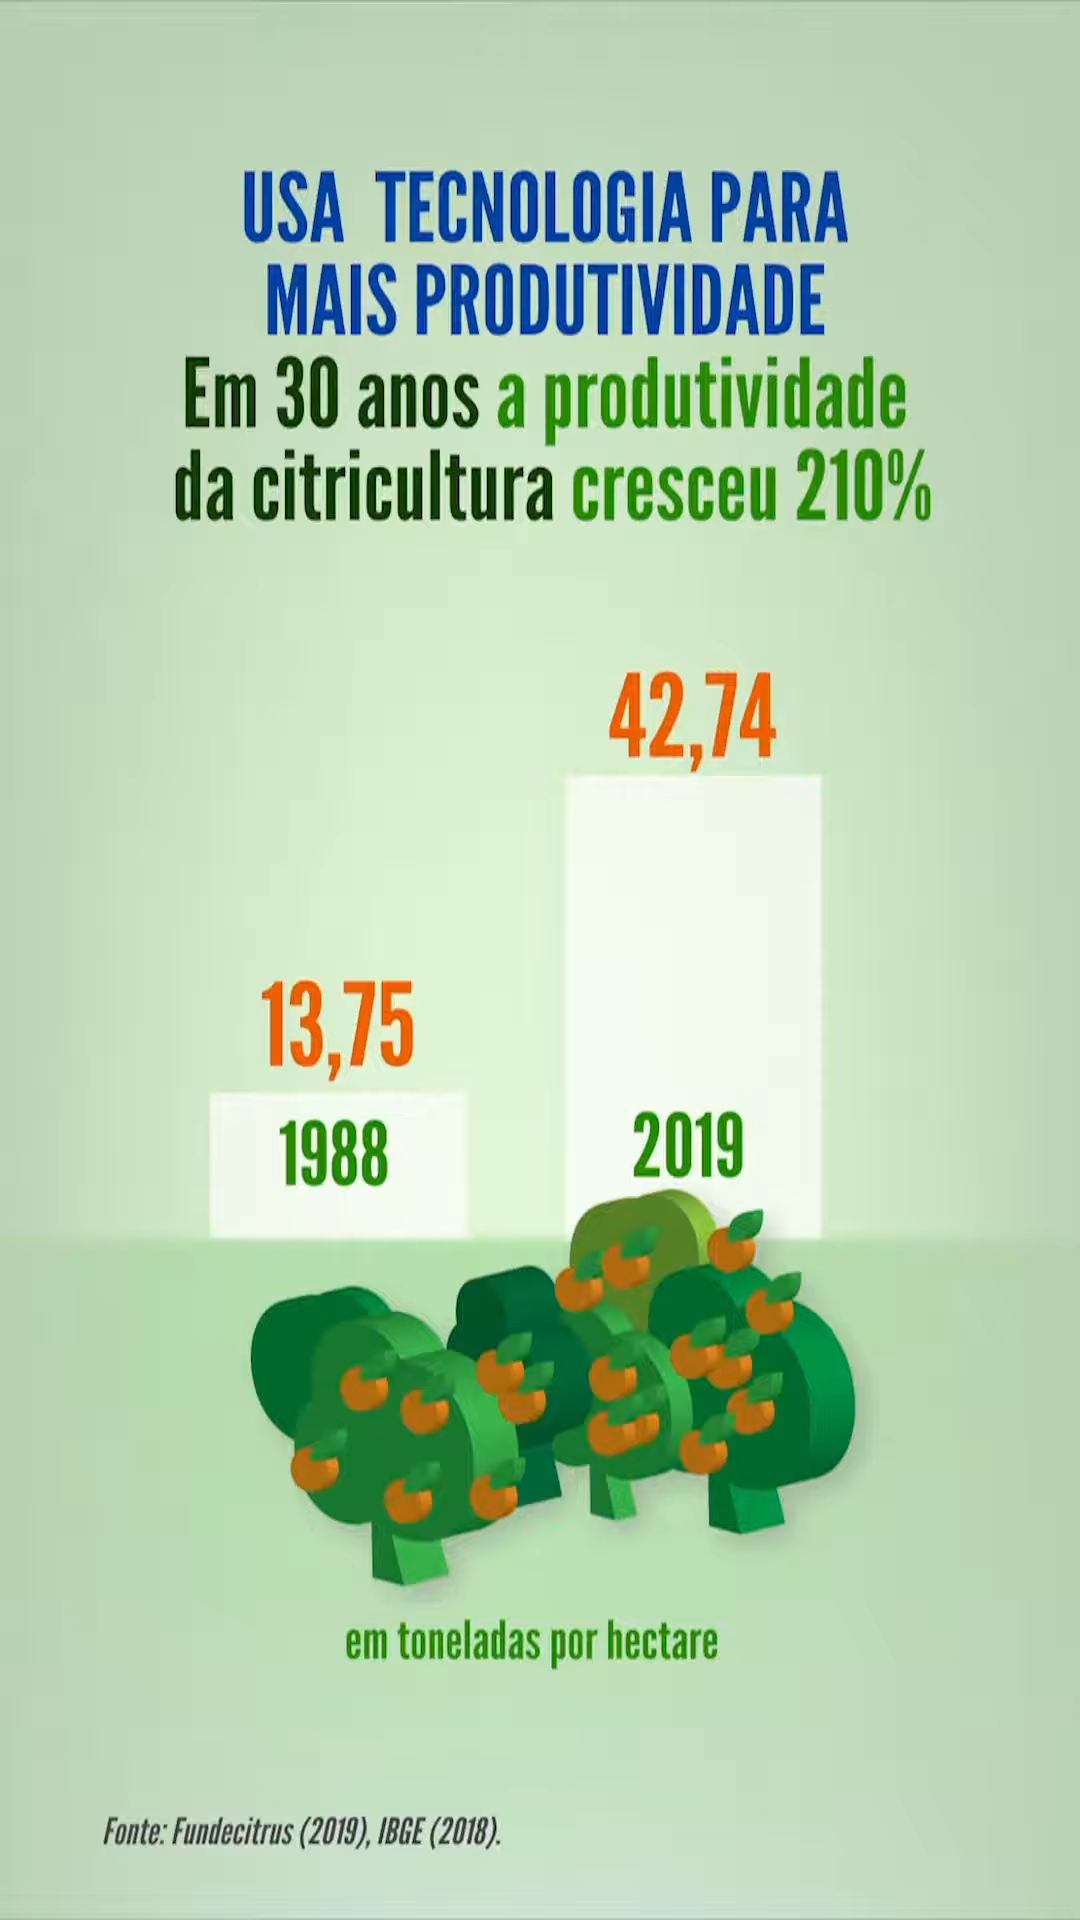 USA TECNOLOGIA PARA
MAIS PRODUTIVIDADE
Em 30 anos a produtividade
da citricultura cresceu 210%
42,74
13,75
1988
2019
em toneladas por hectare
Fonte: Fundecitrus (2019), IBGE (2018).